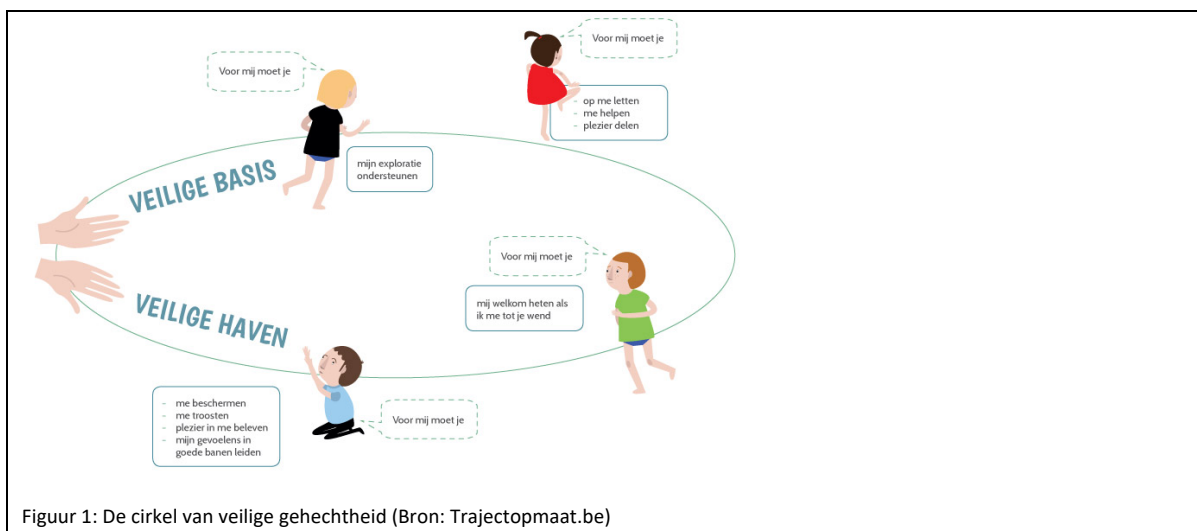 Voor mij moet je
mijn exploratie
ondersteunen
Voor mij moet je
- op me letten
- me helpen
- plezier delen
VEILIGE BASIS
Voor mij moet je
mij welkom heten als
ik me tot je wend
VEILIGE HAVEN
- me beschermen
- me troosten
- plezier in me beleven
- mijn gevoelens in
goede banen leiden
Voor mij moet je
Figuur 1: De cirkel van veilige gehechtheid (Bron: Trajectopmaat.be)